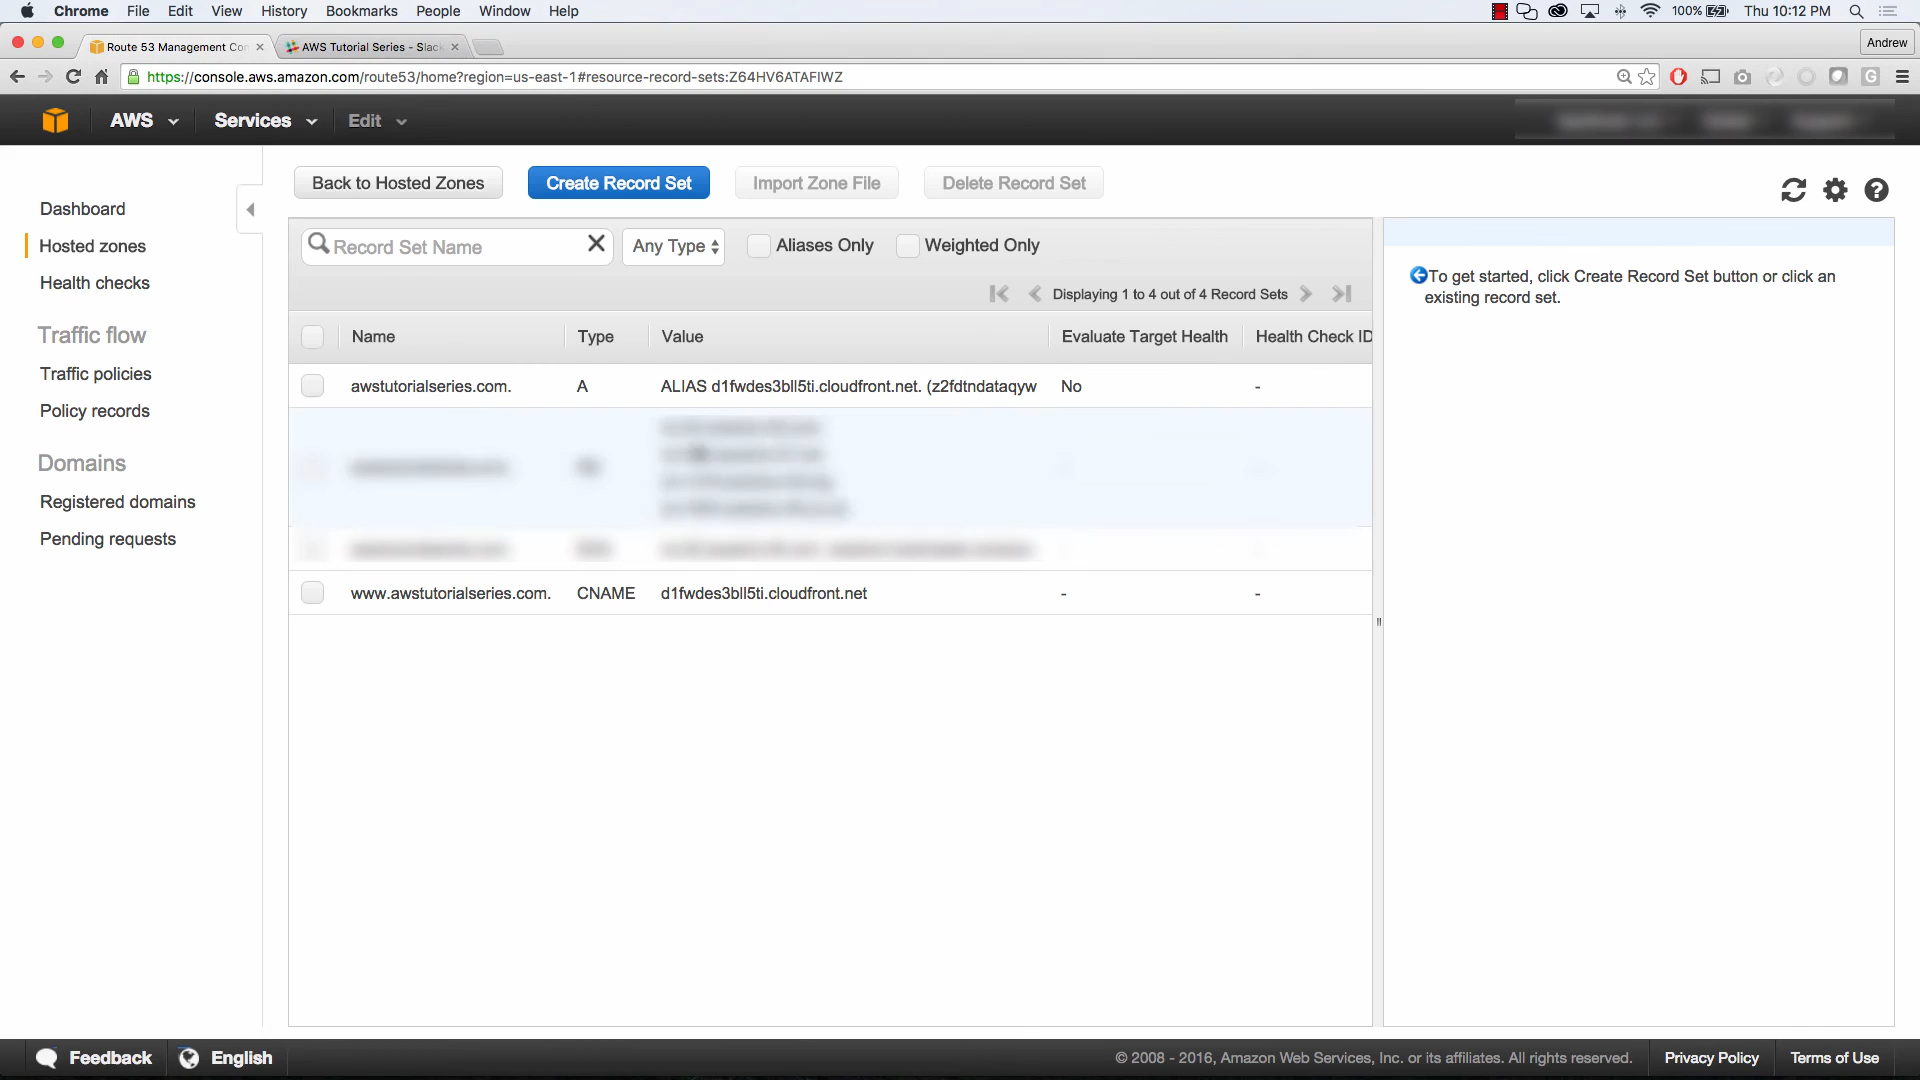 Chrome File Edit View History Bookmarks People Window Help 100% Thu 10:12 PM
Route 53 Management Con
AWS Tutorial Series - Slack
Andrew
https://console.aws.amazon.com/route53/home?region=us-east-1#resource-record-sets:Z64HV6ATAFIWZ
AWS Services Edit
Dashboard
Hosted zones
Health checks
Traffic flow
Traffic policies
Policy records
Domains
Registered domains
Pending requests
Back to Hosted Zones Create Record Set Import Zone File Delete Record Set
Record Set Name Any Type Aliases Only Weighted Only
Displaying 1 to 4 out of 4 Record Sets
Name Type Value Evaluate Target Health Health Check ID
awstutorialseries.com. A ALIAS d1fwdes3bll5ti.cloudfront.net. (z2fdtndataqyw No -
www.awstutorialseries.com. CNAME d1fwdes3bll5ti.cloudfront.net - -
To get started, click Create Record Set button or click an
existing record set.
Feedback English © 2008 - 2016, Amazon Web Services, Inc. or its affiliates. All rights reserved. Privacy Policy Terms of Use